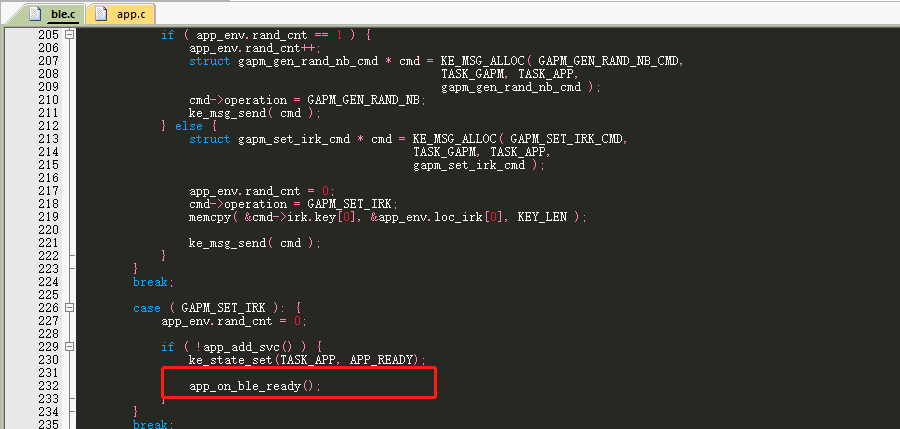 ble.c app.c
205 if ( app_env.rand_cnt == 1 ) {
206 app_env.rand_cnt++;
207 struct gapm_gen_rand_nb_cmd * cmd = KE_MSG_ALLOC( GAPM_GEN_RAND_NB_CMD,
208 TASK_GAPM, TASK_APP,
209 gapm_gen_rand_nb_cmd );
210 cmd->operation = GAPM_GEN_RAND_NB;
211 ke_msg_send( cmd );
212 } else {
213 struct gapm_set_irk_cmd * cmd = KE_MSG_ALLOC( GAPM_SET_IRK_CMD,
214 TASK_GAPM, TASK_APP,
215 gapm_set_irk_cmd );
216
217 app_env.rand_cnt = 0;
218 cmd->operation = GAPM_SET_IRK;
219 memcpy( &cmd->irk.key[0], &app_env.loc_irk[0], KEY_LEN );
220
221 ke_msg_send( cmd );
222 }
223 }
224 break;
225
226 case ( GAPM_SET_IRK ): {
227 app_env.rand_cnt = 0;
228
229 if ( !app_add_svc() ) {
230 ke_state_set(TASK_APP, APP_READY);
231
232 app_on_ble_ready();
233 }
234 }
235 break;